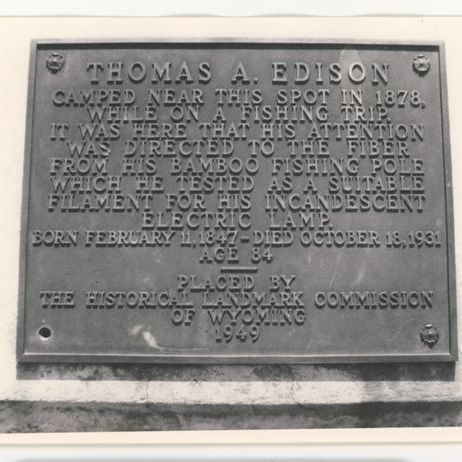 THOMAS A. EDISON
CAMPED NEAR THIS SPOT IN 1878,
WHILE ON A FISHING TRIP.
IT WAS HERE THAT HIS ATTENTION
WAS DIRECTED TO THE FIBER
FROM HIS BAMBOO FISHING POLE
WHICH HE TESTED AS A SUITABLE
FILAMENT FOR HIS INCANDESCENT
ELECTRIC LAMP.
BORN FEBRUARY 11, 1847 - DIED OCTOBER 18, 1931
AGE 84
PLACED BY
THE HISTORICAL LANDMARK COMMISSION
OF WYOMING
1949